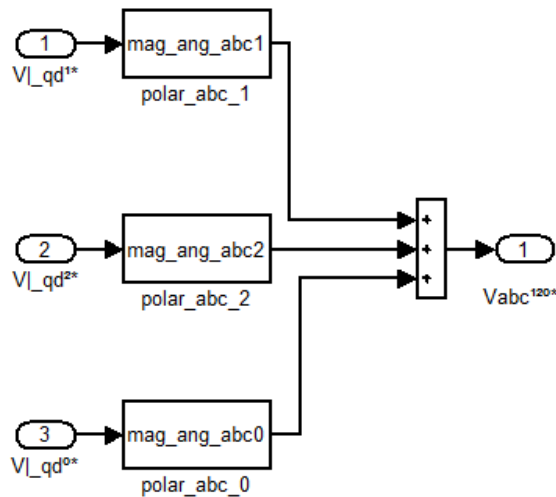 1
mag_ang_abc1
V|_qd¹*
polar_abc_1
+
2
mag_ang_abc2
+
1
+
V|_qd²*
polar_abc_2
Vabc¹²⁰*
3
mag_ang_abc0
V|_qd⁰*
polar_abc_0